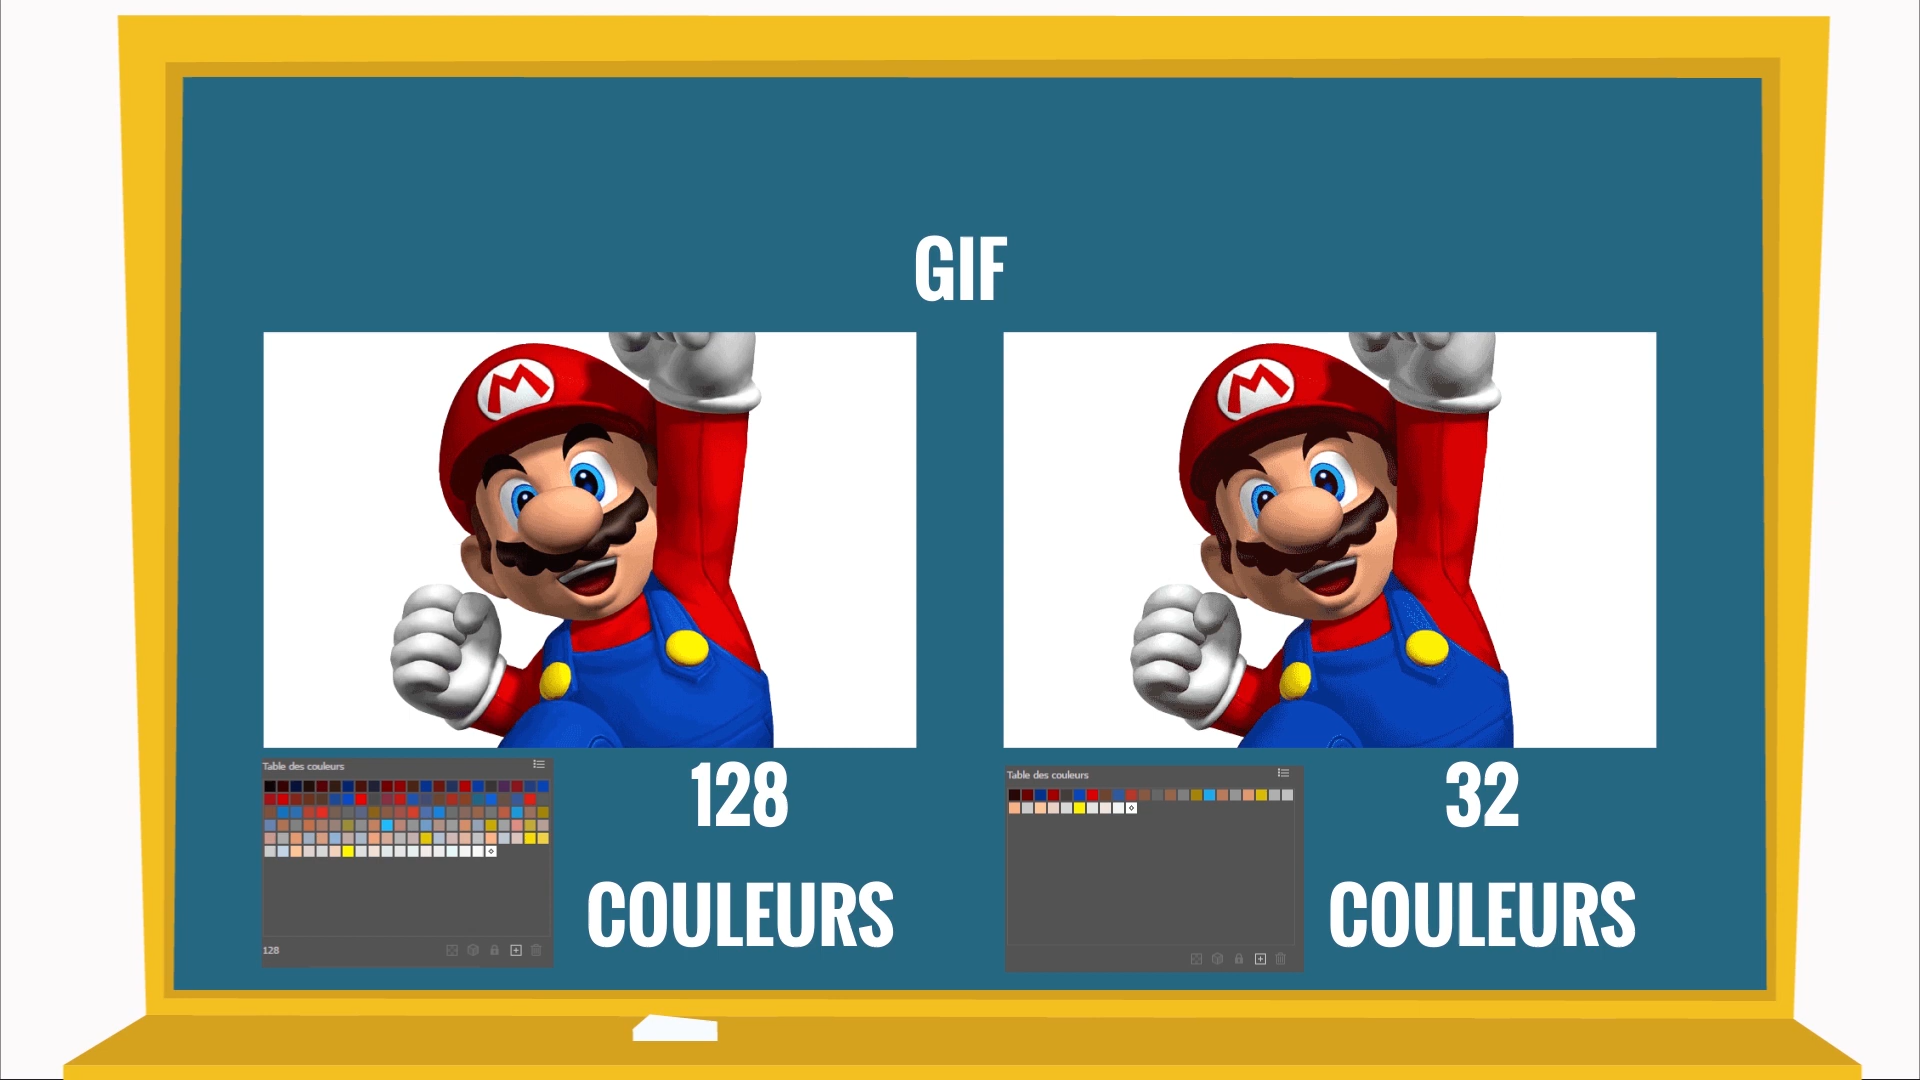 GIF
M
M
Table des couleurs
128
128
COULEURS
Table des couleurs
32
COULEURS